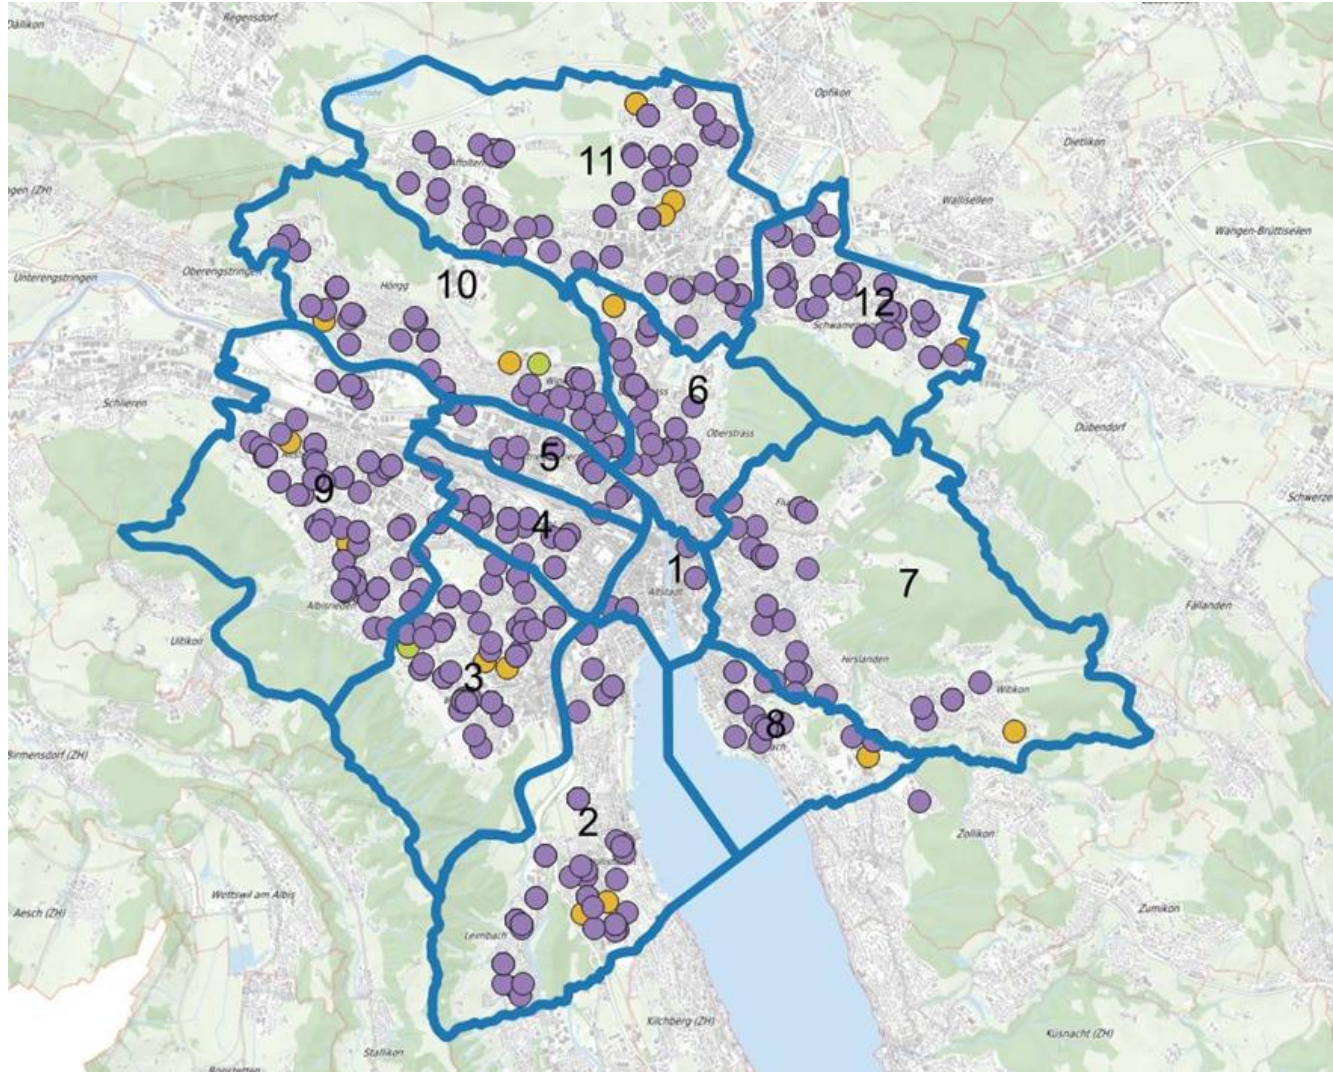 Dällikon
Regensdorf
Opfikon
Dietlikon
11
Affoltern
Wallisellen
Wangen-Brüttisellen
Oberengstringen
Unterengstringen
10
Höngg
12
6
Schlieren
Oberstrass
Dübendorf
5
9
4
1
Altstadt
7
Albisrieden
Fällanden
Uitikon
Hirslanden
3
Witikon
8
Birmensdorf (ZH)
2
Zollikon
Wettswil am Albis
Aesch (ZH)
Zumikon
Leimbach
Kilchberg (ZH)
Küsnacht (ZH)
Stallikon